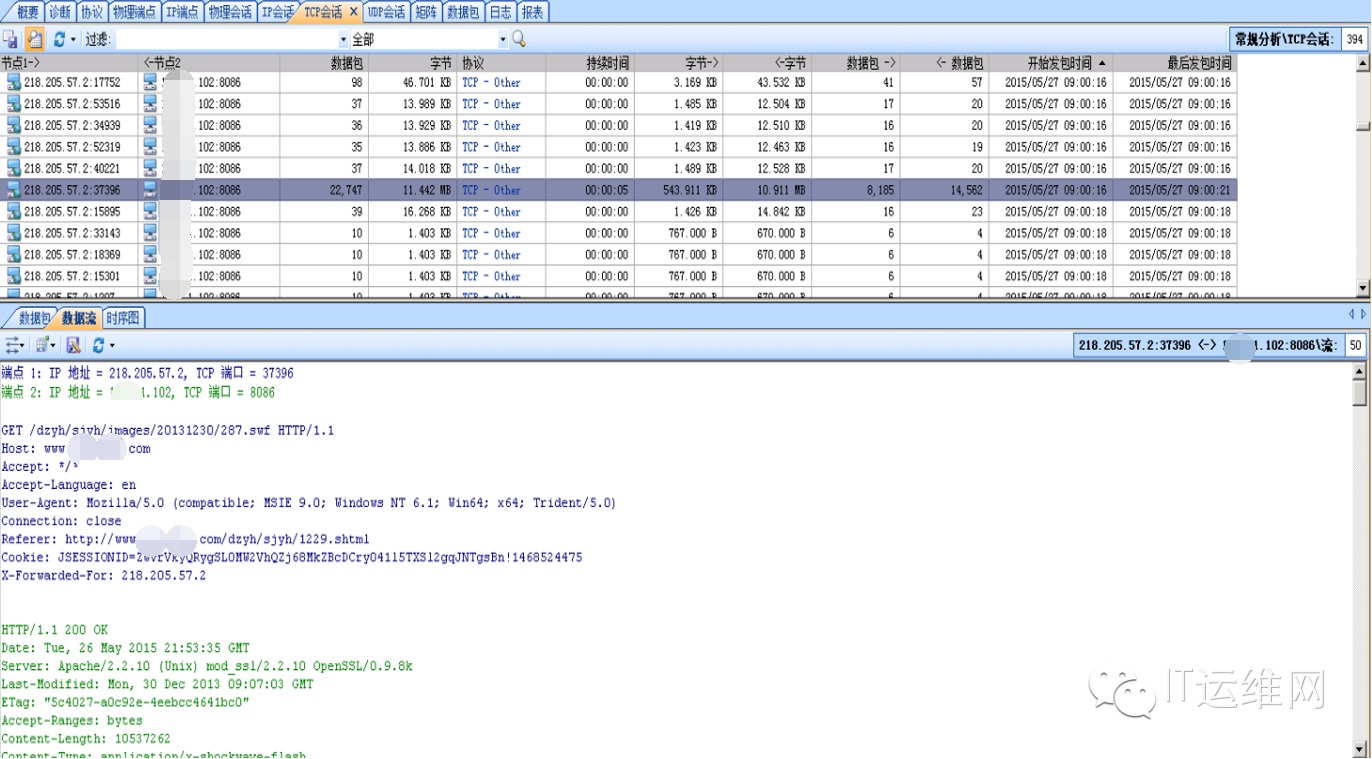 概要 诊断 协议 物理端点 IP端点 物理会话 IP会话 TCP会话 UDP会话 矩阵 数据包 日志 报表
过滤: 全部 常规分析\TCP会话: 394
节点1-> <-节点2 数据包 字节 协议 持续时间 字节-> <-字节 数据包 -> <- 数据包 开始发包时间 最后发包时间
218.205.57.2:17752 .102:8086 98 46.701 KB TCP - Other 00:00:00 3.169 KB 43.532 KB 41 57 2015/05/27 09:00:16 2015/05/27 09:00:16
218.205.57.2:53516 .102:8086 37 13.989 KB TCP - Other 00:00:00 1.485 KB 12.504 KB 17 20 2015/05/27 09:00:16 2015/05/27 09:00:16
218.205.57.2:34939 .102:8086 36 13.929 KB TCP - Other 00:00:00 1.419 KB 12.510 KB 16 20 2015/05/27 09:00:16 2015/05/27 09:00:16
218.205.57.2:52319 .102:8086 35 13.886 KB TCP - Other 00:00:00 1.423 KB 12.463 KB 16 19 2015/05/27 09:00:16 2015/05/27 09:00:16
218.205.57.2:40221 .102:8086 37 14.018 KB TCP - Other 00:00:00 1.489 KB 12.528 KB 17 20 2015/05/27 09:00:16 2015/05/27 09:00:16
218.205.57.2:37396 .102:8086 22,747 11.442 MB TCP - Other 00:00:05 543.911 KB 10.911 MB 8,185 14,562 2015/05/27 09:00:16 2015/05/27 09:00:21
218.205.57.2:15895 .102:8086 39 16.268 KB TCP - Other 00:00:00 1.426 KB 14.842 KB 16 23 2015/05/27 09:00:18 2015/05/27 09:00:18
218.205.57.2:33143 .102:8086 10 1.403 KB TCP - Other 00:00:00 767.000 B 670.000 B 6 4 2015/05/27 09:00:18 2015/05/27 09:00:18
218.205.57.2:18369 .102:8086 10 1.403 KB TCP - Other 00:00:00 767.000 B 670.000 B 6 4 2015/05/27 09:00:18 2015/05/27 09:00:18
218.205.57.2:15301 .102:8086 10 1.403 KB TCP - Other 00:00:00 767.000 B 670.000 B 6 4 2015/05/27 09:00:18 2015/05/27 09:00:18
数据包 数据流 时序图
218.205.57.2:37396 <-> 1.102:8086\流: 50
端点 1: IP 地址 = 218.205.57.2, TCP 端口 = 37396
端点 2: IP 地址 = 1.102, TCP 端口 = 8086
GET /dzyh/sjyh/images/20131230/287.swf HTTP/1.1
Host: www com
Accept: */*
Accept-Language: en
User-Agent: Mozilla/5.0 (compatible; MSIE 9.0; Windows NT 6.1; Win64; x64; Trident/5.0)
Connection: close
Referer: http://www com/dzyh/sjyh/1229.shtml
Cookie:
X-Forwarded-For: 218.205.57.2
HTTP/1.1 200 OK
Date: Tue, 26 May 2015 21:53:35 GMT
Server: Apache/2.2.10 (Unix) mod_ssl/2.2.10 OpenSSL/0.9.8k
Last-Modified: Mon, 30 Dec 2013 09:07:03 GMT
ETag: "5c4027-a0c92e-4eebcc4641bc0"
Accept-Ranges: bytes
Content-Length: 10537262
Content-Type: application/x-shockwave-flash
IT运维网